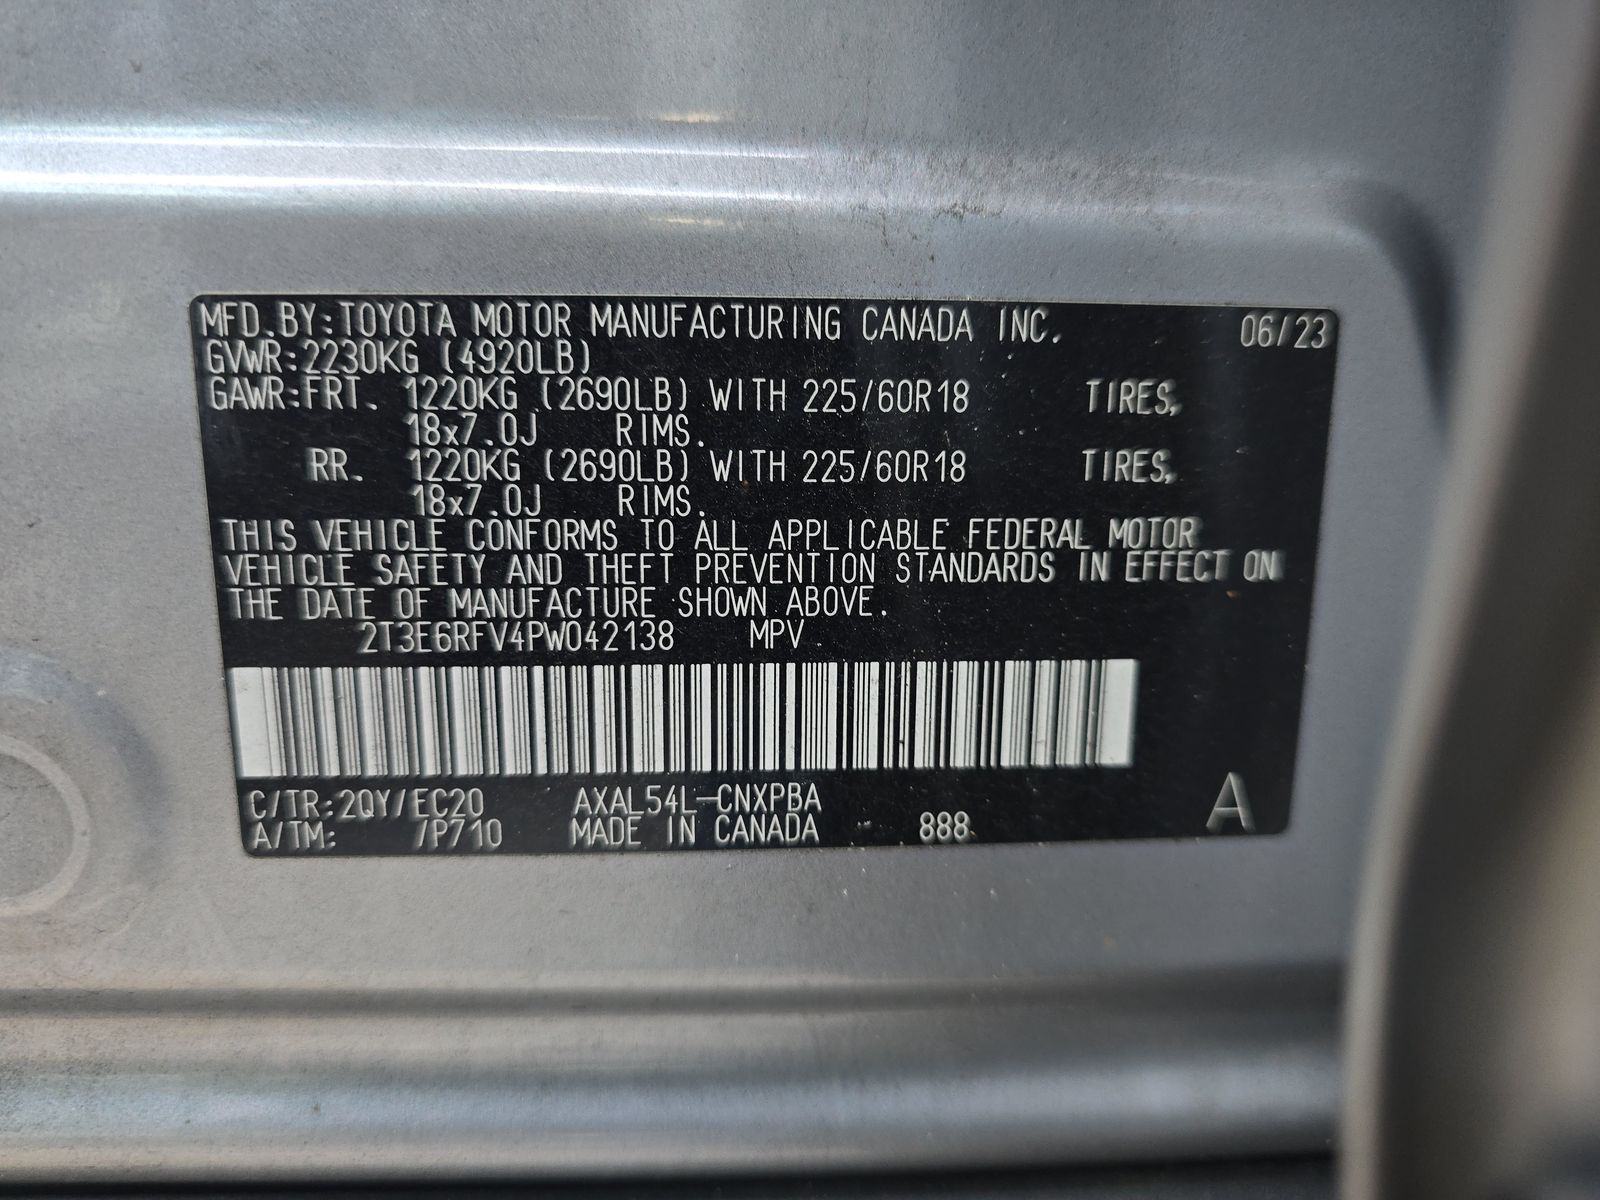 MFD.BY:TOYOTA MOTOR MANUFACTURING CANADA INC. 06/23
GVWR:2230KG (4920LB)
GAWR:FRT. 1220KG (2690LB) WITH 225/60R18 TIRES,
18x7.0J RIMS.
RR. 1220KG (2690LB) WITH 225/60R18 TIRES,
18x7.0J RIMS.
THIS VEHICLE CONFORMS TO ALL APPLICABLE FEDERAL MOTOR
VEHICLE SAFETY AND THEFT PREVENTION STANDARDS IN EFFECT ON
THE DATE OF MANUFACTURE SHOWN ABOVE.
2T3E6RFV4PW042138 MPV
C/TR:2QY/EC20 AXAL54L-CNXPBA A
A/TM: /P710 MADE IN CANADA 888